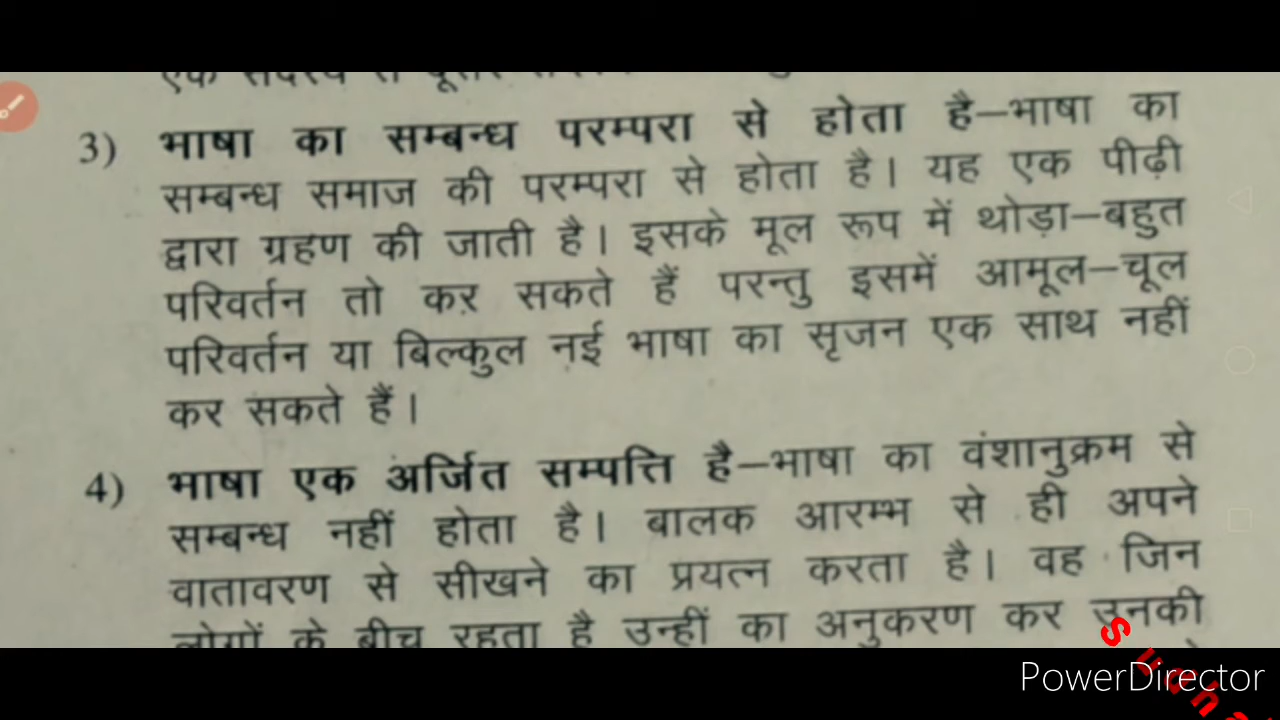 3) भाषा का सम्बन्ध परम्परा से होता है–भाषा का
सम्बन्ध समाज की परम्परा से होता है। यह एक पीढ़ी
द्वारा ग्रहण की जाती है। इसके मूल रूप में थोड़ा–बहुत
परिवर्तन तो कर सकते हैं परन्तु इसमें आमूल–चूल
परिवर्तन या बिल्कुल नई भाषा का सृजन एक साथ नहीं
कर सकते हैं।
4) भाषा एक अर्जित सम्पत्ति है–भाषा का वंशानुक्रम से
सम्बन्ध नहीं होता है। बालक आरम्भ से ही अपने
वातावरण से सीखने का प्रयत्न करता है। वह जिन
लोगों के बीच रहता है उन्हीं का अनुकरण कर उनकी
PowerDirector